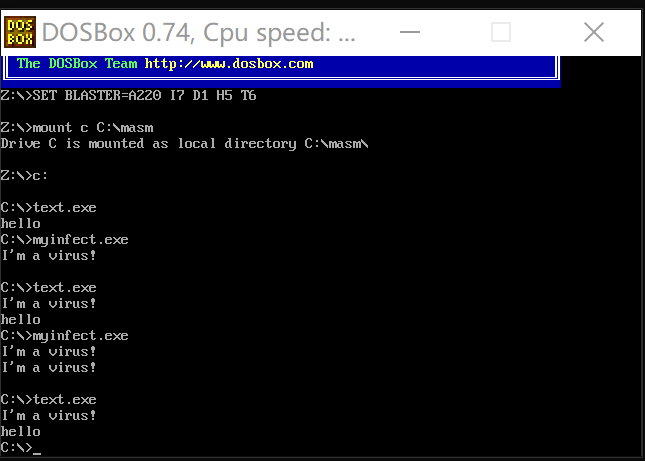 DOS
BOX
DOSBox 0.74, Cpu speed: ...
The DOSBox Team http://www.dosbox.com
Z:\>SET BLASTER=A220 I7 D1 H5 T6
Z:\>mount c C:\masm
Drive C is mounted as local directory C:\masm\
Z:\>c:
C:\>text.exe
hello
C:\>myinfect.exe
I'm a virus!
C:\>text.exe
I'm a virus!
hello
C:\>myinfect.exe
I'm a virus!
I'm a virus!
C:\>text.exe
I'm a virus!
hello
C:\>_